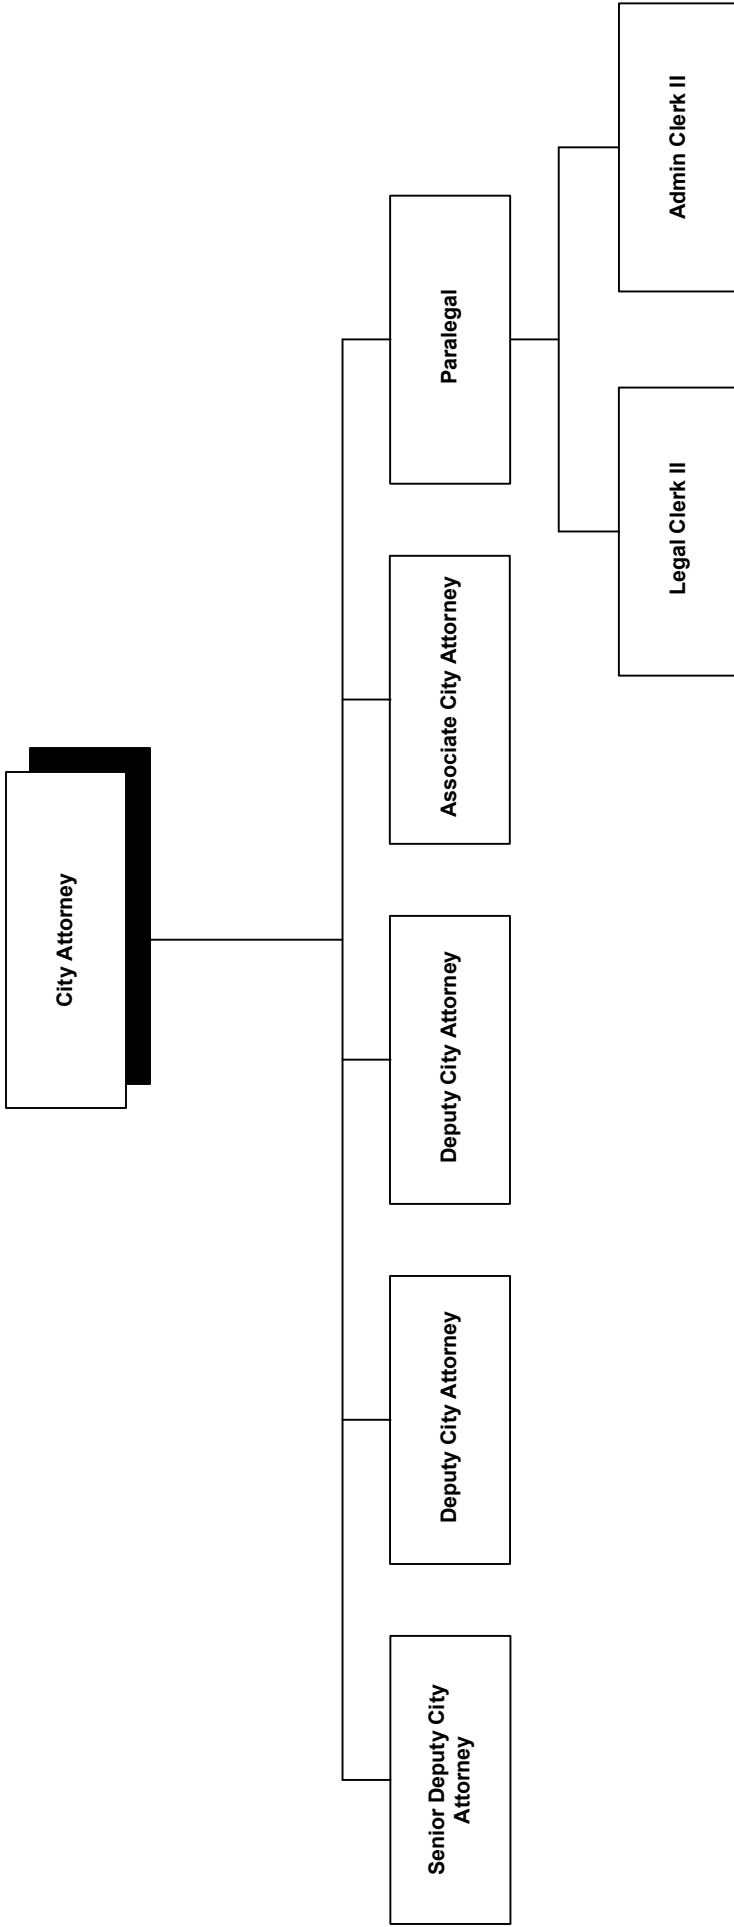 City Attorney
Senior Deputy City
Attorney
Deputy City Attorney
Deputy City Attorney
Associate City Attorney
Paralegal
Legal Clerk II
Admin Clerk II